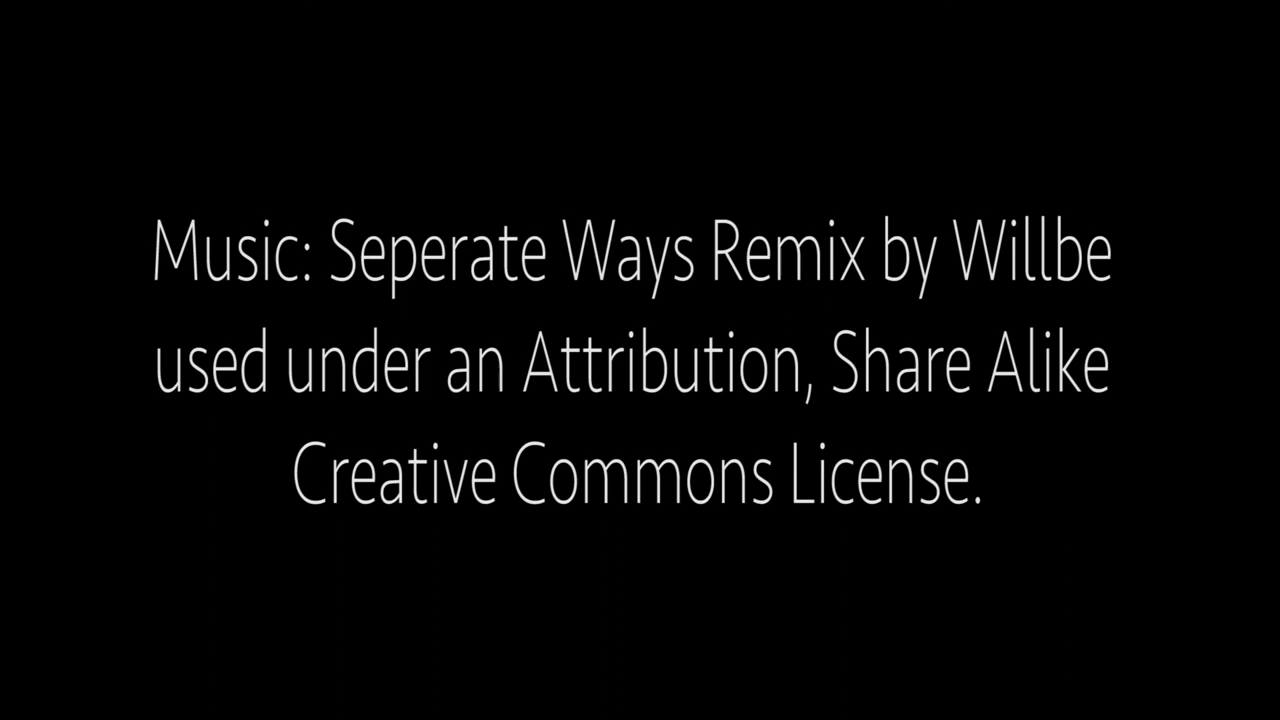 Music: Seperate Ways Remix by Willbe
used under an Attribution, Share Alike
Creative Commons License.